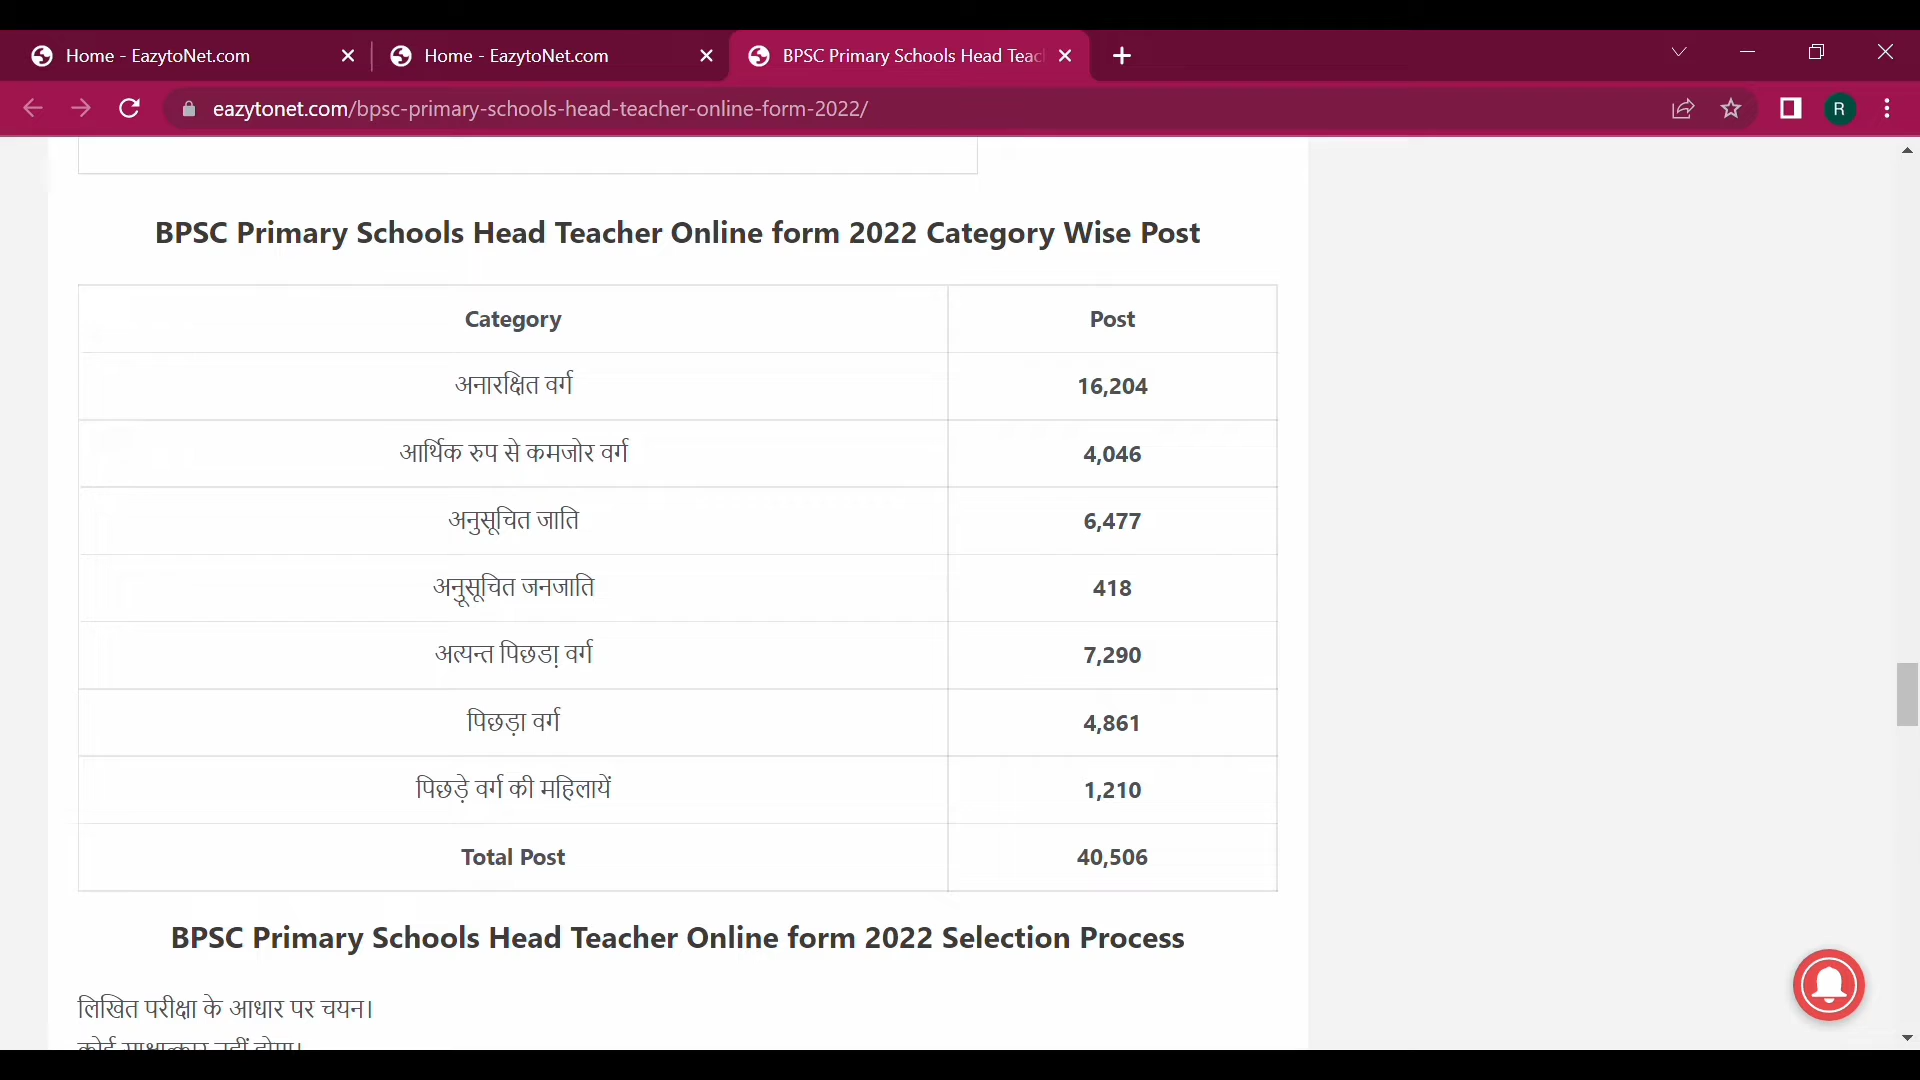 Home - EazytoNet.com
Home - EazytoNet.com
BPSC Primary Schools Head Teac
eazytonet.com/bpsc-primary-schools-head-teacher-online-form-2022/
R
BPSC Primary Schools Head Teacher Online form 2022 Category Wise Post
Category Post
अनारक्षित वर्ग 16,204
आर्थिक रुप से कमजोर वर्ग 4,046
अनुसूचित जाति 6,477
अनुूसूचित जनजाति 418
अत्यन्त पिछडा़ वर्ग 7,290
पिछड़ा वर्ग 4,861
पिछड़े वर्ग की महिलायें 1,210
Total Post 40,506
BPSC Primary Schools Head Teacher Online form 2022 Selection Process
लिखित परीक्षा के आधार पर चयन।
कोई साक्षात्कार नहीं होगा।